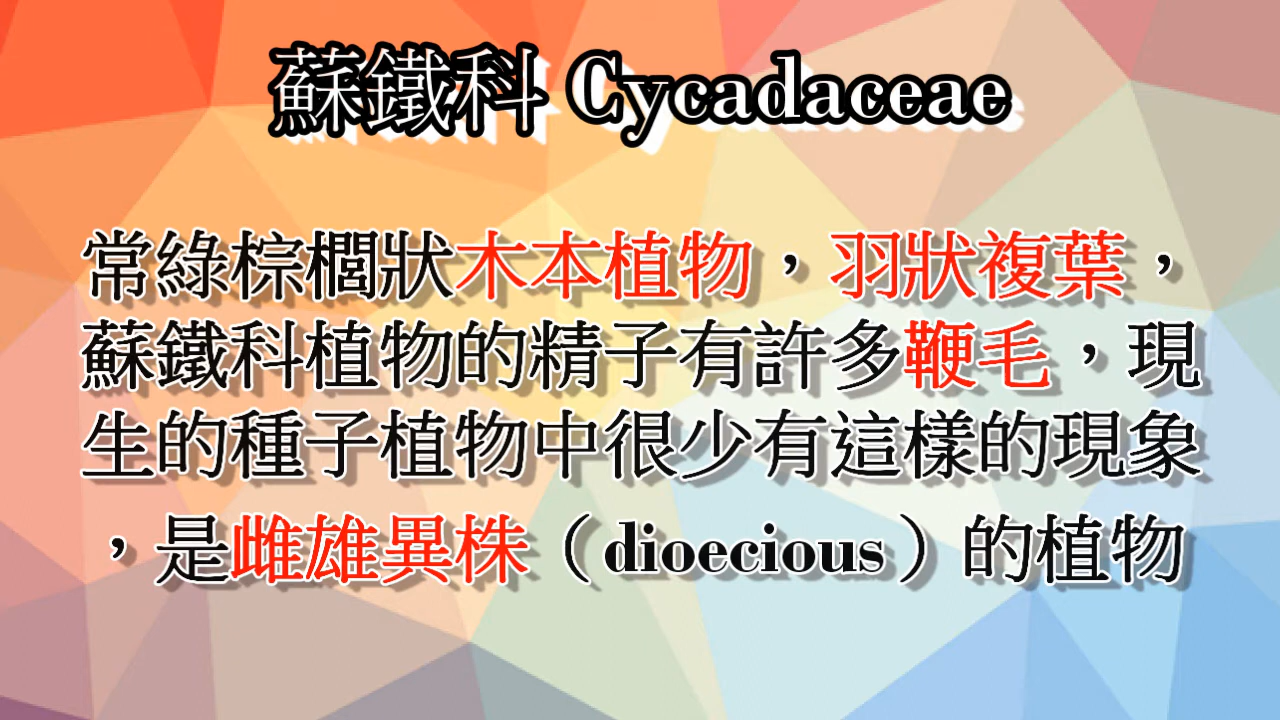 蘇鐵科 Cycadaceae
常綠棕櫚狀木本植物，羽狀複葉，
蘇鐵科植物的精子有許多鞭毛，現
生的種子植物中很少有這樣的現象
，是雌雄異株（dioecious）的植物